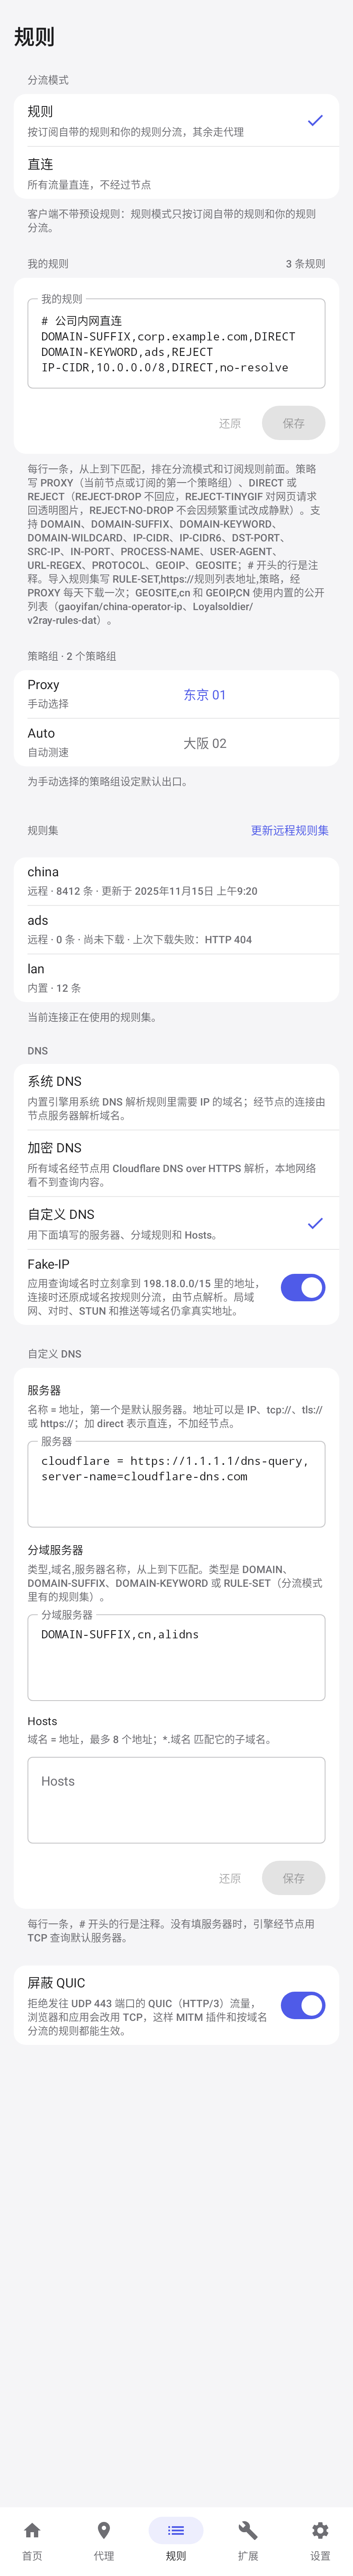 规则
分流模式
规则
按订阅自带的规则和你的规则分流，其余走代理
直连
所有流量直连，不经过节点
客户端不带预设规则：规则模式只按订阅自带的规则和你的规则
分流。
我的规则 3 条规则
我的规则
# 公司内网直连
DOMAIN-SUFFIX,corp.example.com,DIRECT
DOMAIN-KEYWORD,ads,REJECT
IP-CIDR,10.0.0.0/8,DIRECT,no-resolve
还原 保存
每行一条，从上到下匹配，排在分流模式和订阅规则前面。策略
写 PROXY（当前节点或订阅的第一个策略组）、DIRECT 或
REJECT（REJECT-DROP 不回应，REJECT-TINYGIF 对网页请求
回透明图片，REJECT-NO-DROP 不会因频繁重试改成静默）。支
持 DOMAIN、DOMAIN-SUFFIX、DOMAIN-KEYWORD、
DOMAIN-WILDCARD、IP-CIDR、IP-CIDR6、DST-PORT、
SRC-IP、IN-PORT、PROCESS-NAME、USER-AGENT、
URL-REGEX、PROTOCOL、GEOIP、GEOSITE；# 开头的行是注
释。导入规则集写 RULE-SET,https://规则列表地址,策略，经
PROXY 每天下载一次；GEOSITE,cn 和 GEOIP,CN 使用内置的公开
列表（gaoyifan/china-operator-ip、Loyalsoldier/
v2ray-rules-dat）。
策略组 · 2 个策略组
Proxy
手动选择
东京 01
Auto
自动测速
大阪 02
为手动选择的策略组设定默认出口。
规则集 更新远程规则集
china
远程 · 8412 条 · 更新于 2025年11月15日 上午9:20
ads
远程 · 0 条 · 尚未下载 · 上次下载失败：HTTP 404
lan
内置 · 12 条
当前连接正在使用的规则集。
DNS
系统 DNS
内置引擎用系统 DNS 解析规则里需要 IP 的域名；经节点的连接由
节点服务器解析域名。
加密 DNS
所有域名经节点用 Cloudflare DNS over HTTPS 解析，本地网络
看不到查询内容。
自定义 DNS
用下面填写的服务器、分域规则和 Hosts。
Fake-IP
应用查询域名时立刻拿到 198.18.0.0/15 里的地址，
连接时还原成域名按规则分流，由节点解析。局域
网、对时、STUN 和推送等域名仍拿真实地址。
自定义 DNS
服务器
名称 = 地址，第一个是默认服务器。地址可以是 IP、tcp://、tls://
或 https://；加 direct 表示直连，不加经节点。
服务器
cloudflare = https://1.1.1.1/dns-query,
server-name=cloudflare-dns.com
分域服务器
类型,域名,服务器名称，从上到下匹配。类型是 DOMAIN、
DOMAIN-SUFFIX、DOMAIN-KEYWORD 或 RULE-SET（分流模式
里有的规则集）。
分域服务器
DOMAIN-SUFFIX,cn,alidns
Hosts
域名 = 地址，最多 8 个地址；*.域名 匹配它的子域名。
Hosts
还原 保存
每行一条，# 开头的行是注释。没有填服务器时，引擎经节点用
TCP 查询默认服务器。
屏蔽 QUIC
拒绝发往 UDP 443 端口的 QUIC（HTTP/3）流量，
浏览器和应用会改用 TCP，这样 MITM 插件和按域名
分流的规则都能生效。
首页 代理 规则 扩展 设置